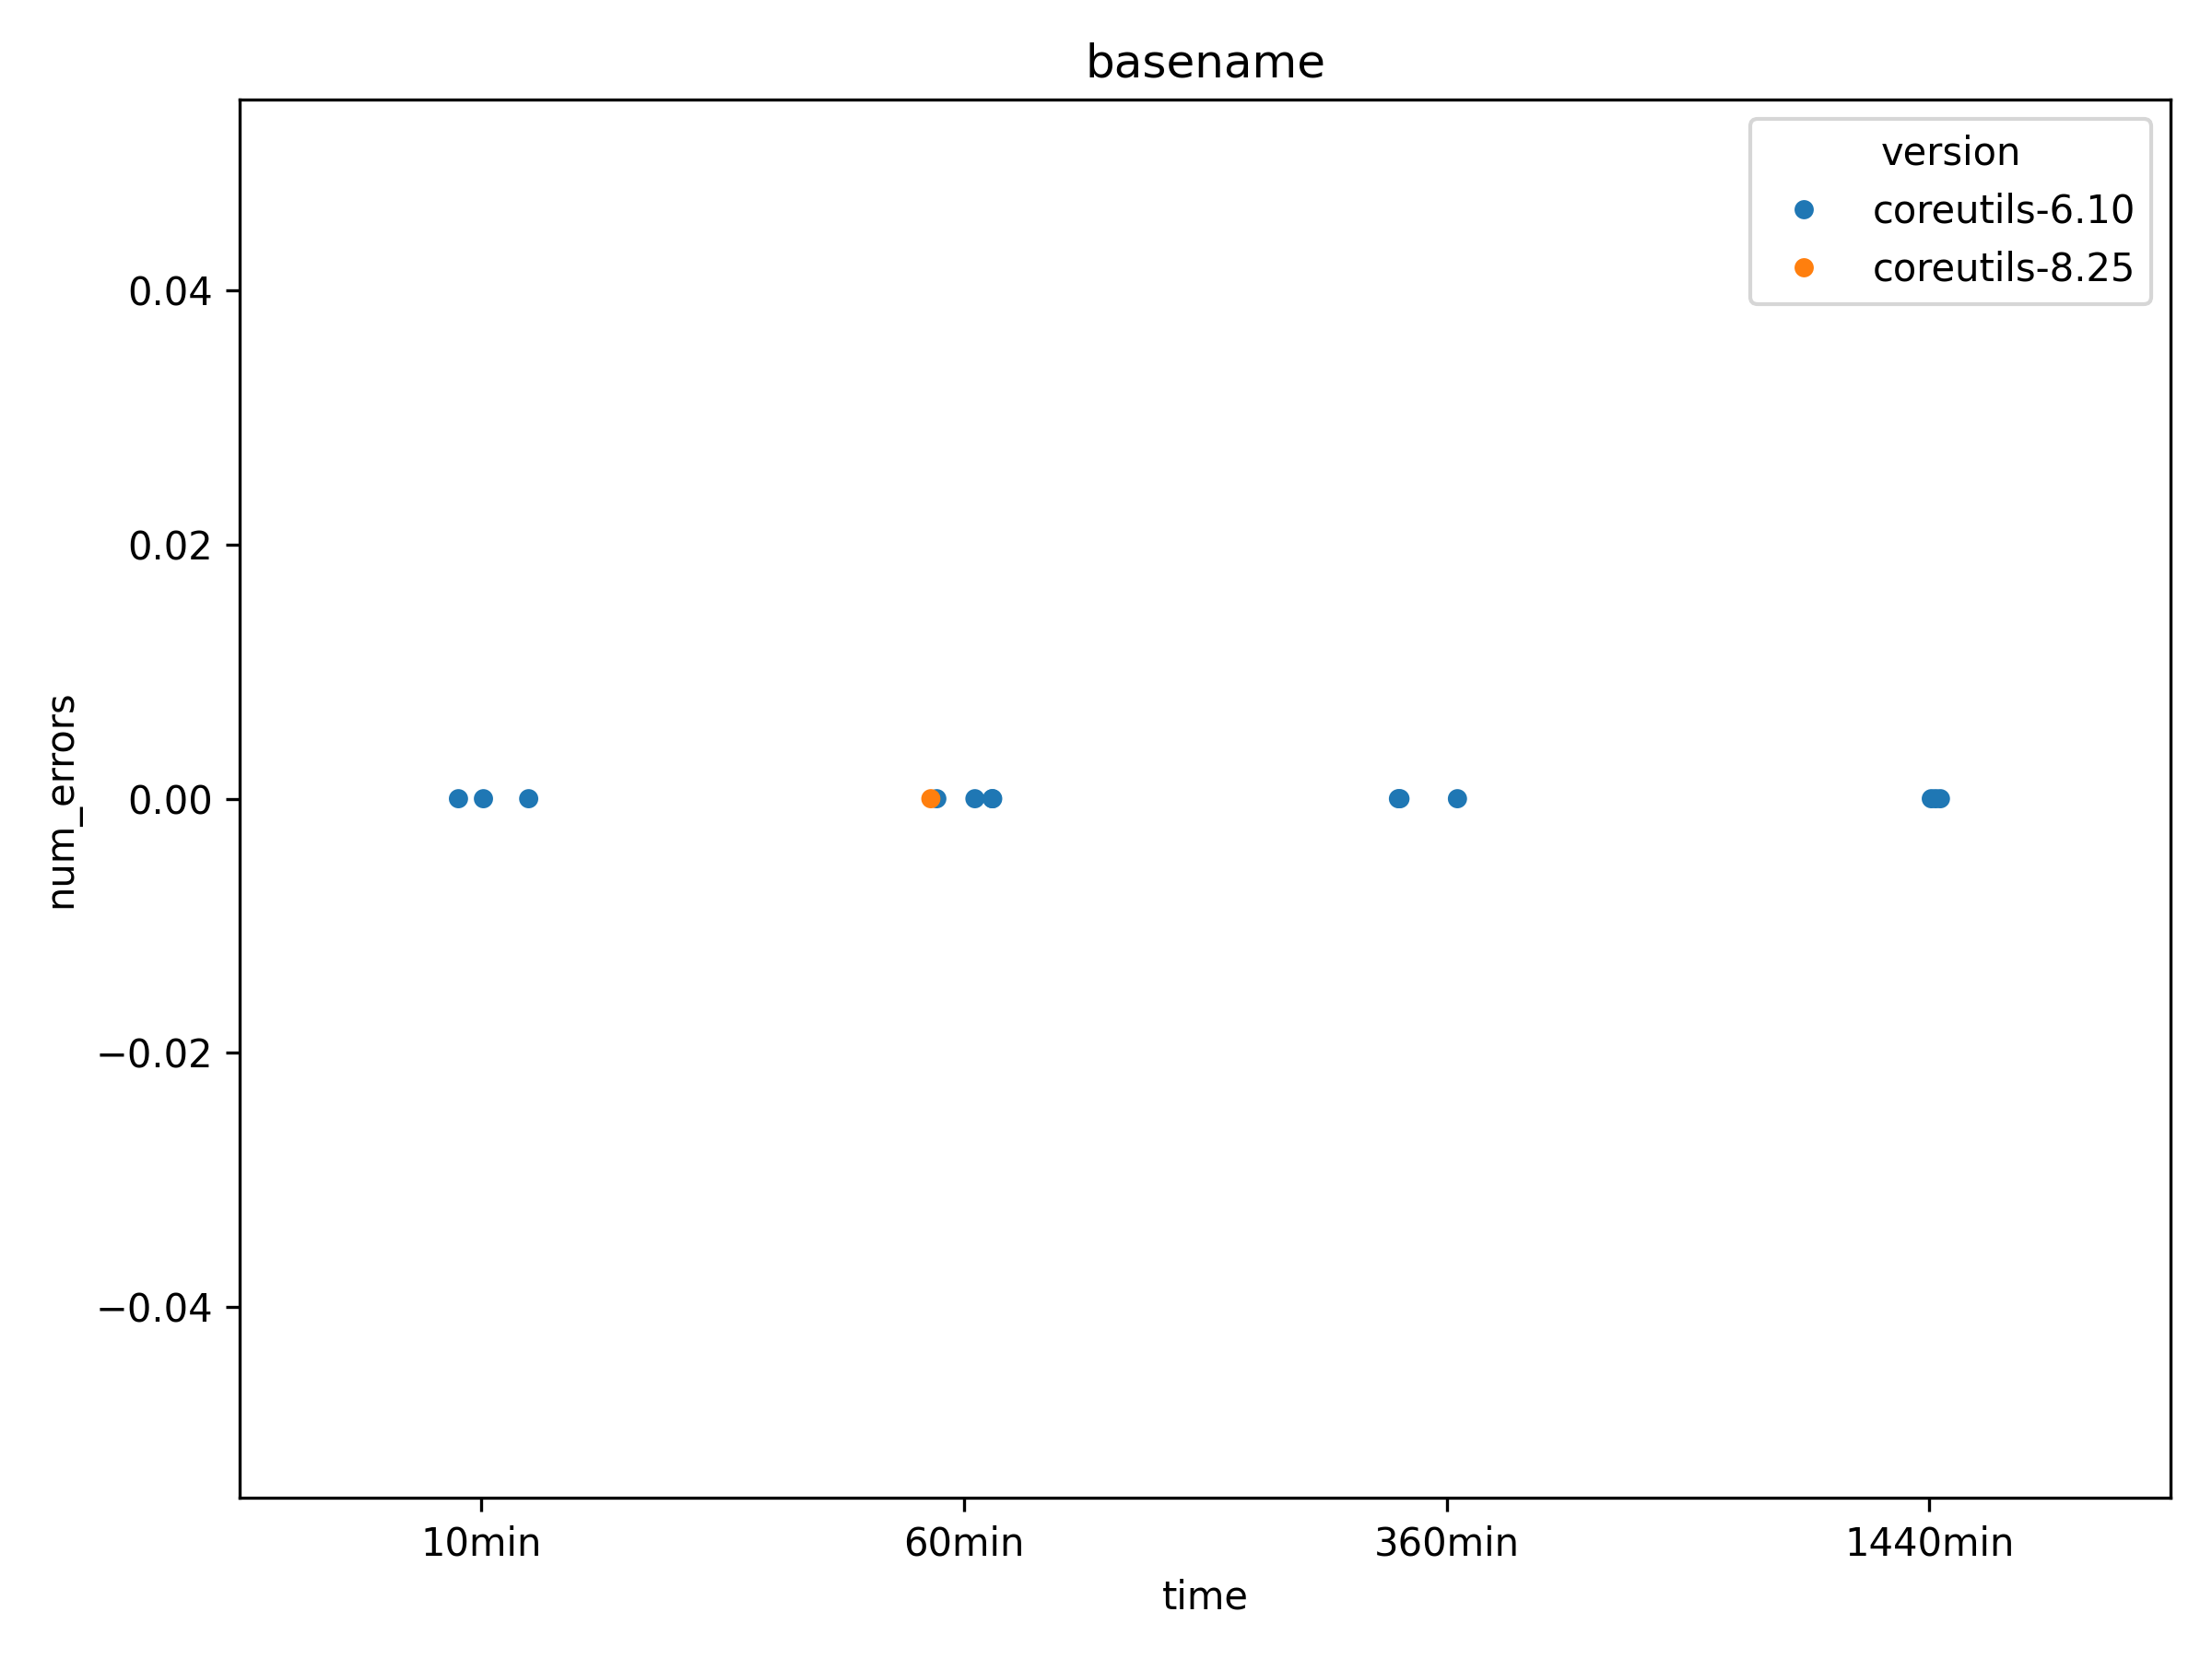 basename
version
coreutils-6.10
coreutils-8.25
0.04
0.02
0.00
−0.02
−0.04
num_errors
10min
60min
360min
1440min
time